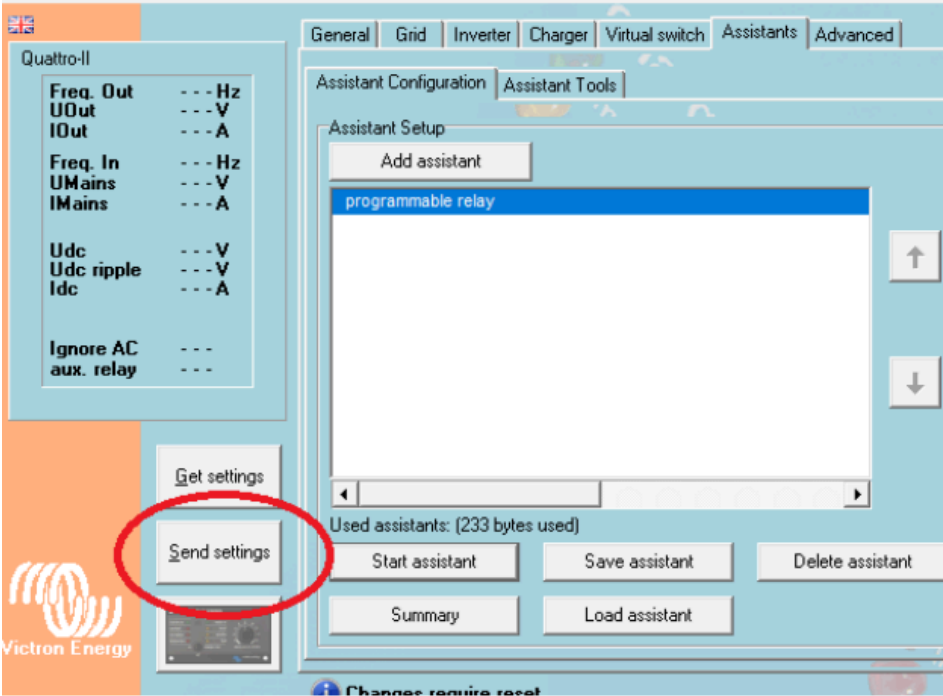 General Grid Inverter Charger Virtual switch Assistants Advanced
Quattro-II
Assistant Configuration Assistant Tools
Freq. Out - - - Hz
UOut - - - V
IOut - - - A
Freq. In - - - Hz
UMains - - - V
IMains - - - A
Udc - - - V
Udc ripple - - - V
Idc - - - A
Ignore AC - - -
aux. relay - - -
Assistant Setup
Add assistant
programmable relay
Get settings
Send settings
Used assistants: (233 bytes used)
Start assistant Save assistant Delete assistant
Summary Load assistant
Victron Energy
Changes require reset